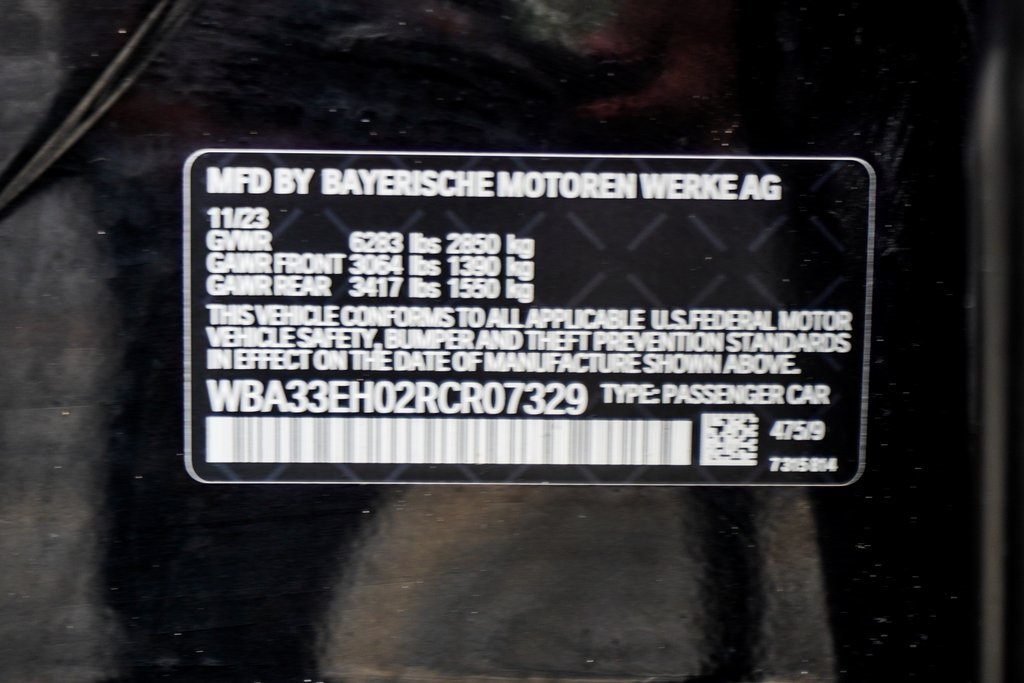 MFD BY BAYERISCHE MOTOREN WERKE AG
11/23
GVWR 6283 lbs 2850 kg
GAWR FRONT 3064 lbs 1390 kg
GAWR REAR 3417 lbs 1550 kg
THIS VEHICLE CONFORMS TO ALL APPLICABLE U.S.FEDERAL MOTOR
VEHICLE SAFETY, BUMPER AND THEFT PREVENTION STANDARDS
IN EFFECT ON THE DATE OF MANUFACTURE SHOWN ABOVE.
WBA33EH02RCR07329 TYPE: PASSENGER CAR
475/9
7315814